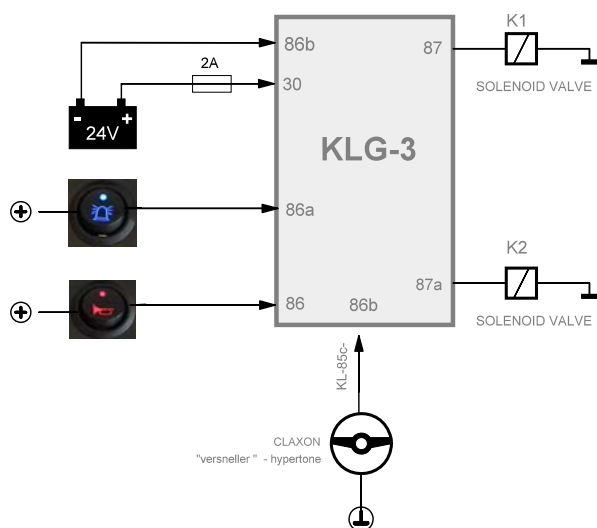 K1
86b
87
2A
30
SOLENOID VALVE
- +
24V
KLG-3
86a
K2
87a
86
86b
SOLENOID VALVE
KL-85c-
CLAXON
"versneller " - hypertone